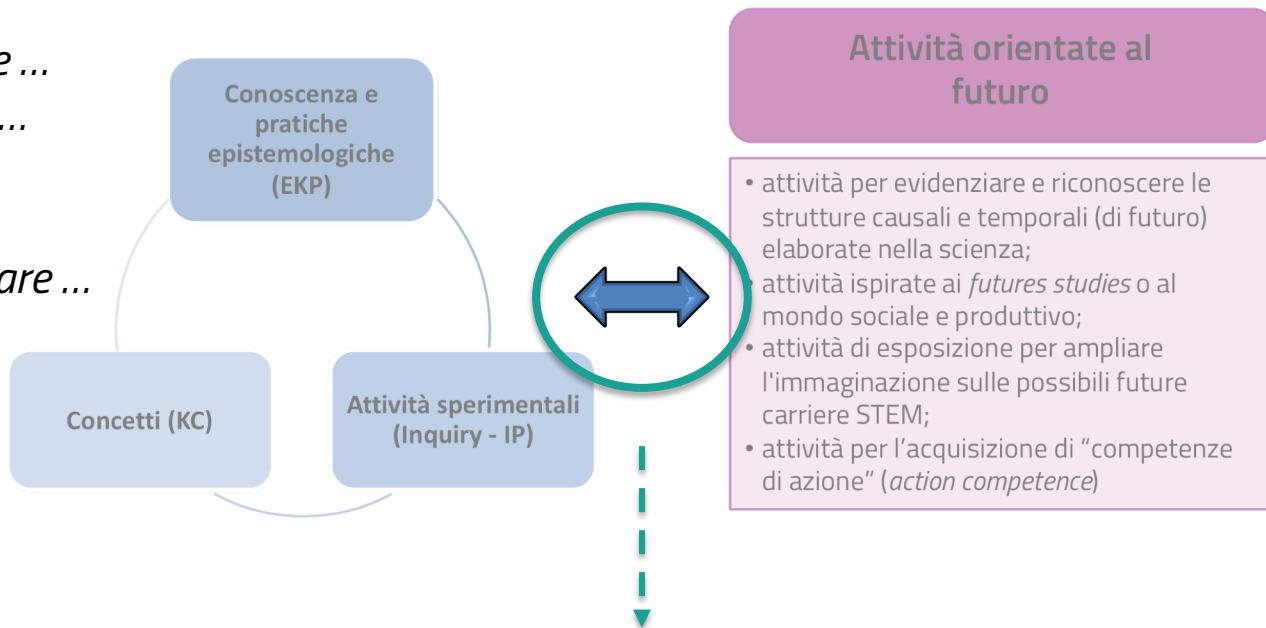 e ...
...
are ...
Conoscenza e
pratiche
epistemologiche
(EKP)
Concetti (KC)
Attività sperimentali
(Inquiry - IP)
Attività orientate al
futuro
• attività per evidenziare e riconoscere le
strutture causali e temporali (di futuro)
elaborate nella scienza;
• attività ispirate ai futures studies o al
mondo sociale e produttivo;
• attività di esposizione per ampliare
l'immaginazione sulle possibili future
carriere STEM;
• attività per l’acquisizione di “competenze
di azione” (action competence)